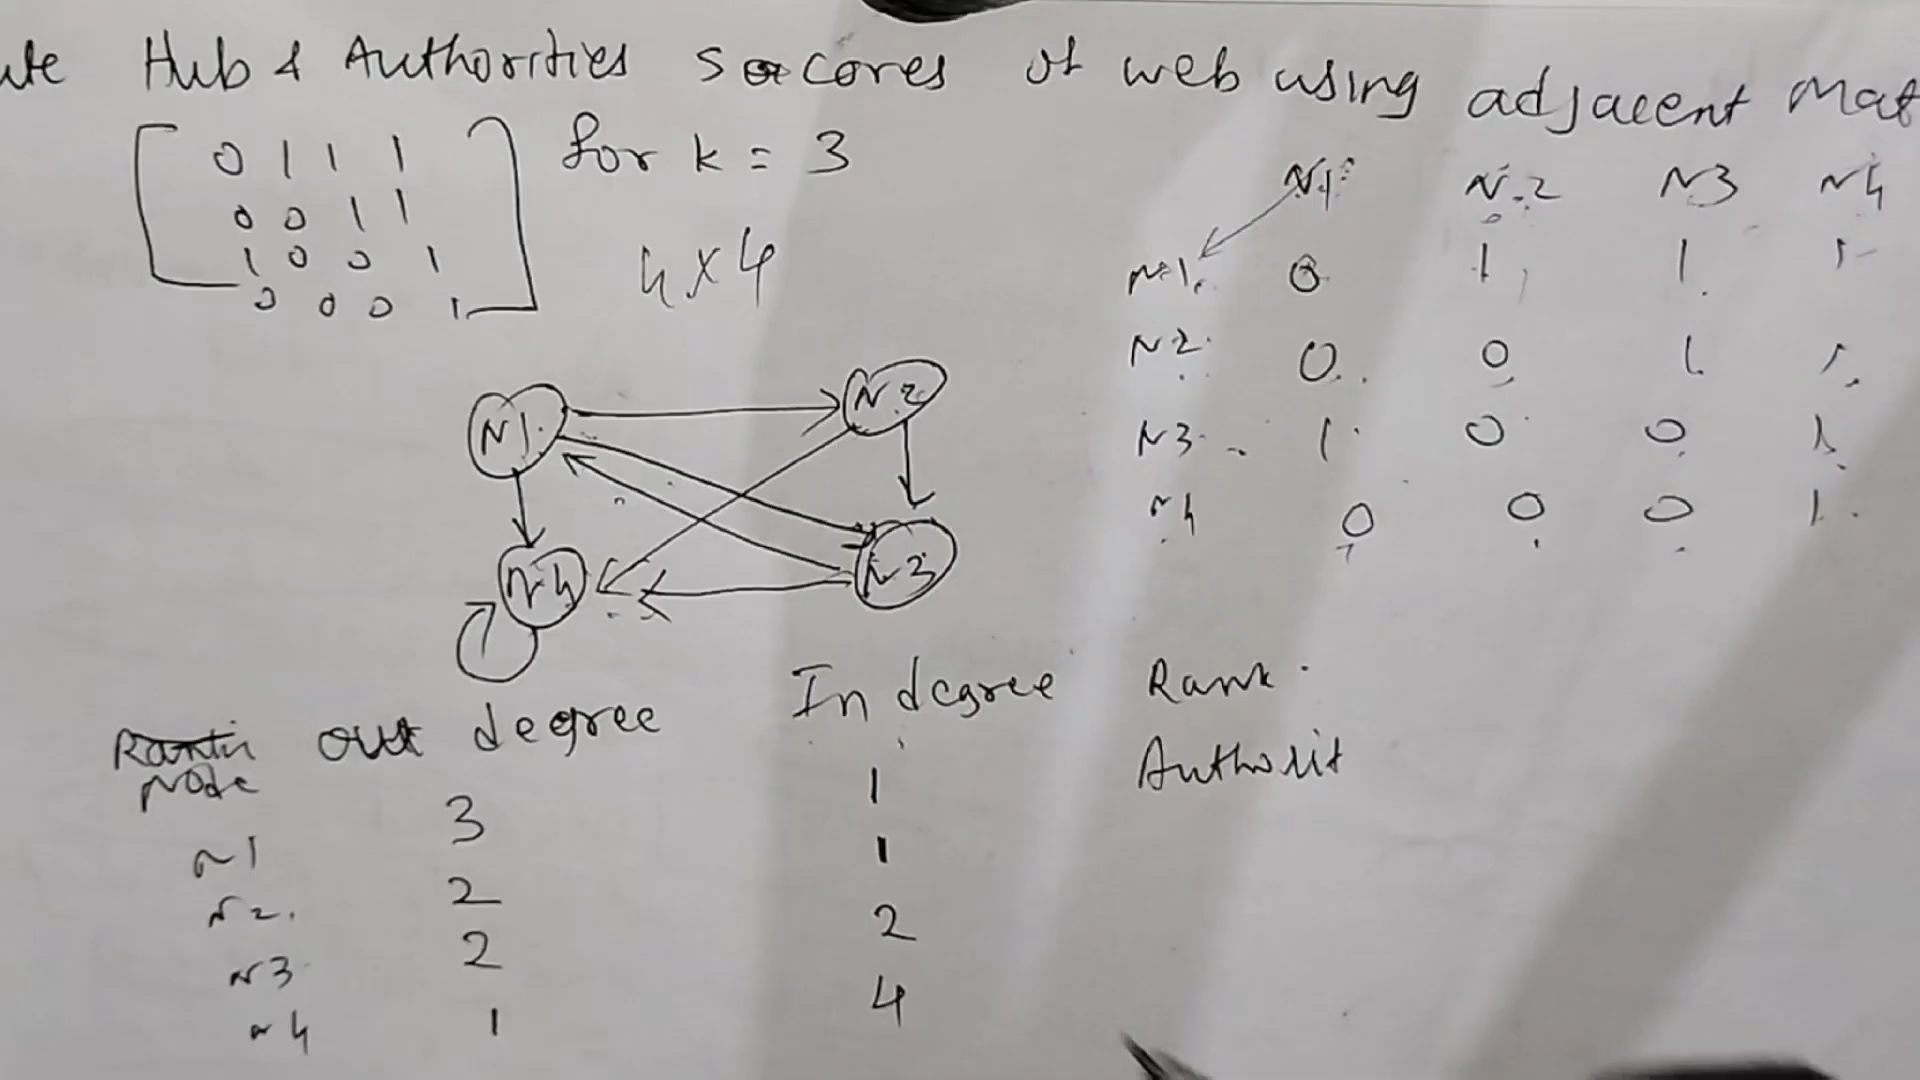 Hub & Authorities scores of web using adjacent Mat
0 1 1 1
0 0 1 1
1 0 0 1
0 0 0 1
for k = 3
4 x 4
N1 N2 N3 N4
N1 0 1 1 1
N2 0 0 1 1
N3 1 0 0 1
N4 0 0 0 1
N1 N2
N4 N3
Node out degree In degree Rank
Authorit
N1 3 1
N2 2 1
N3 2 2
N4 1 4